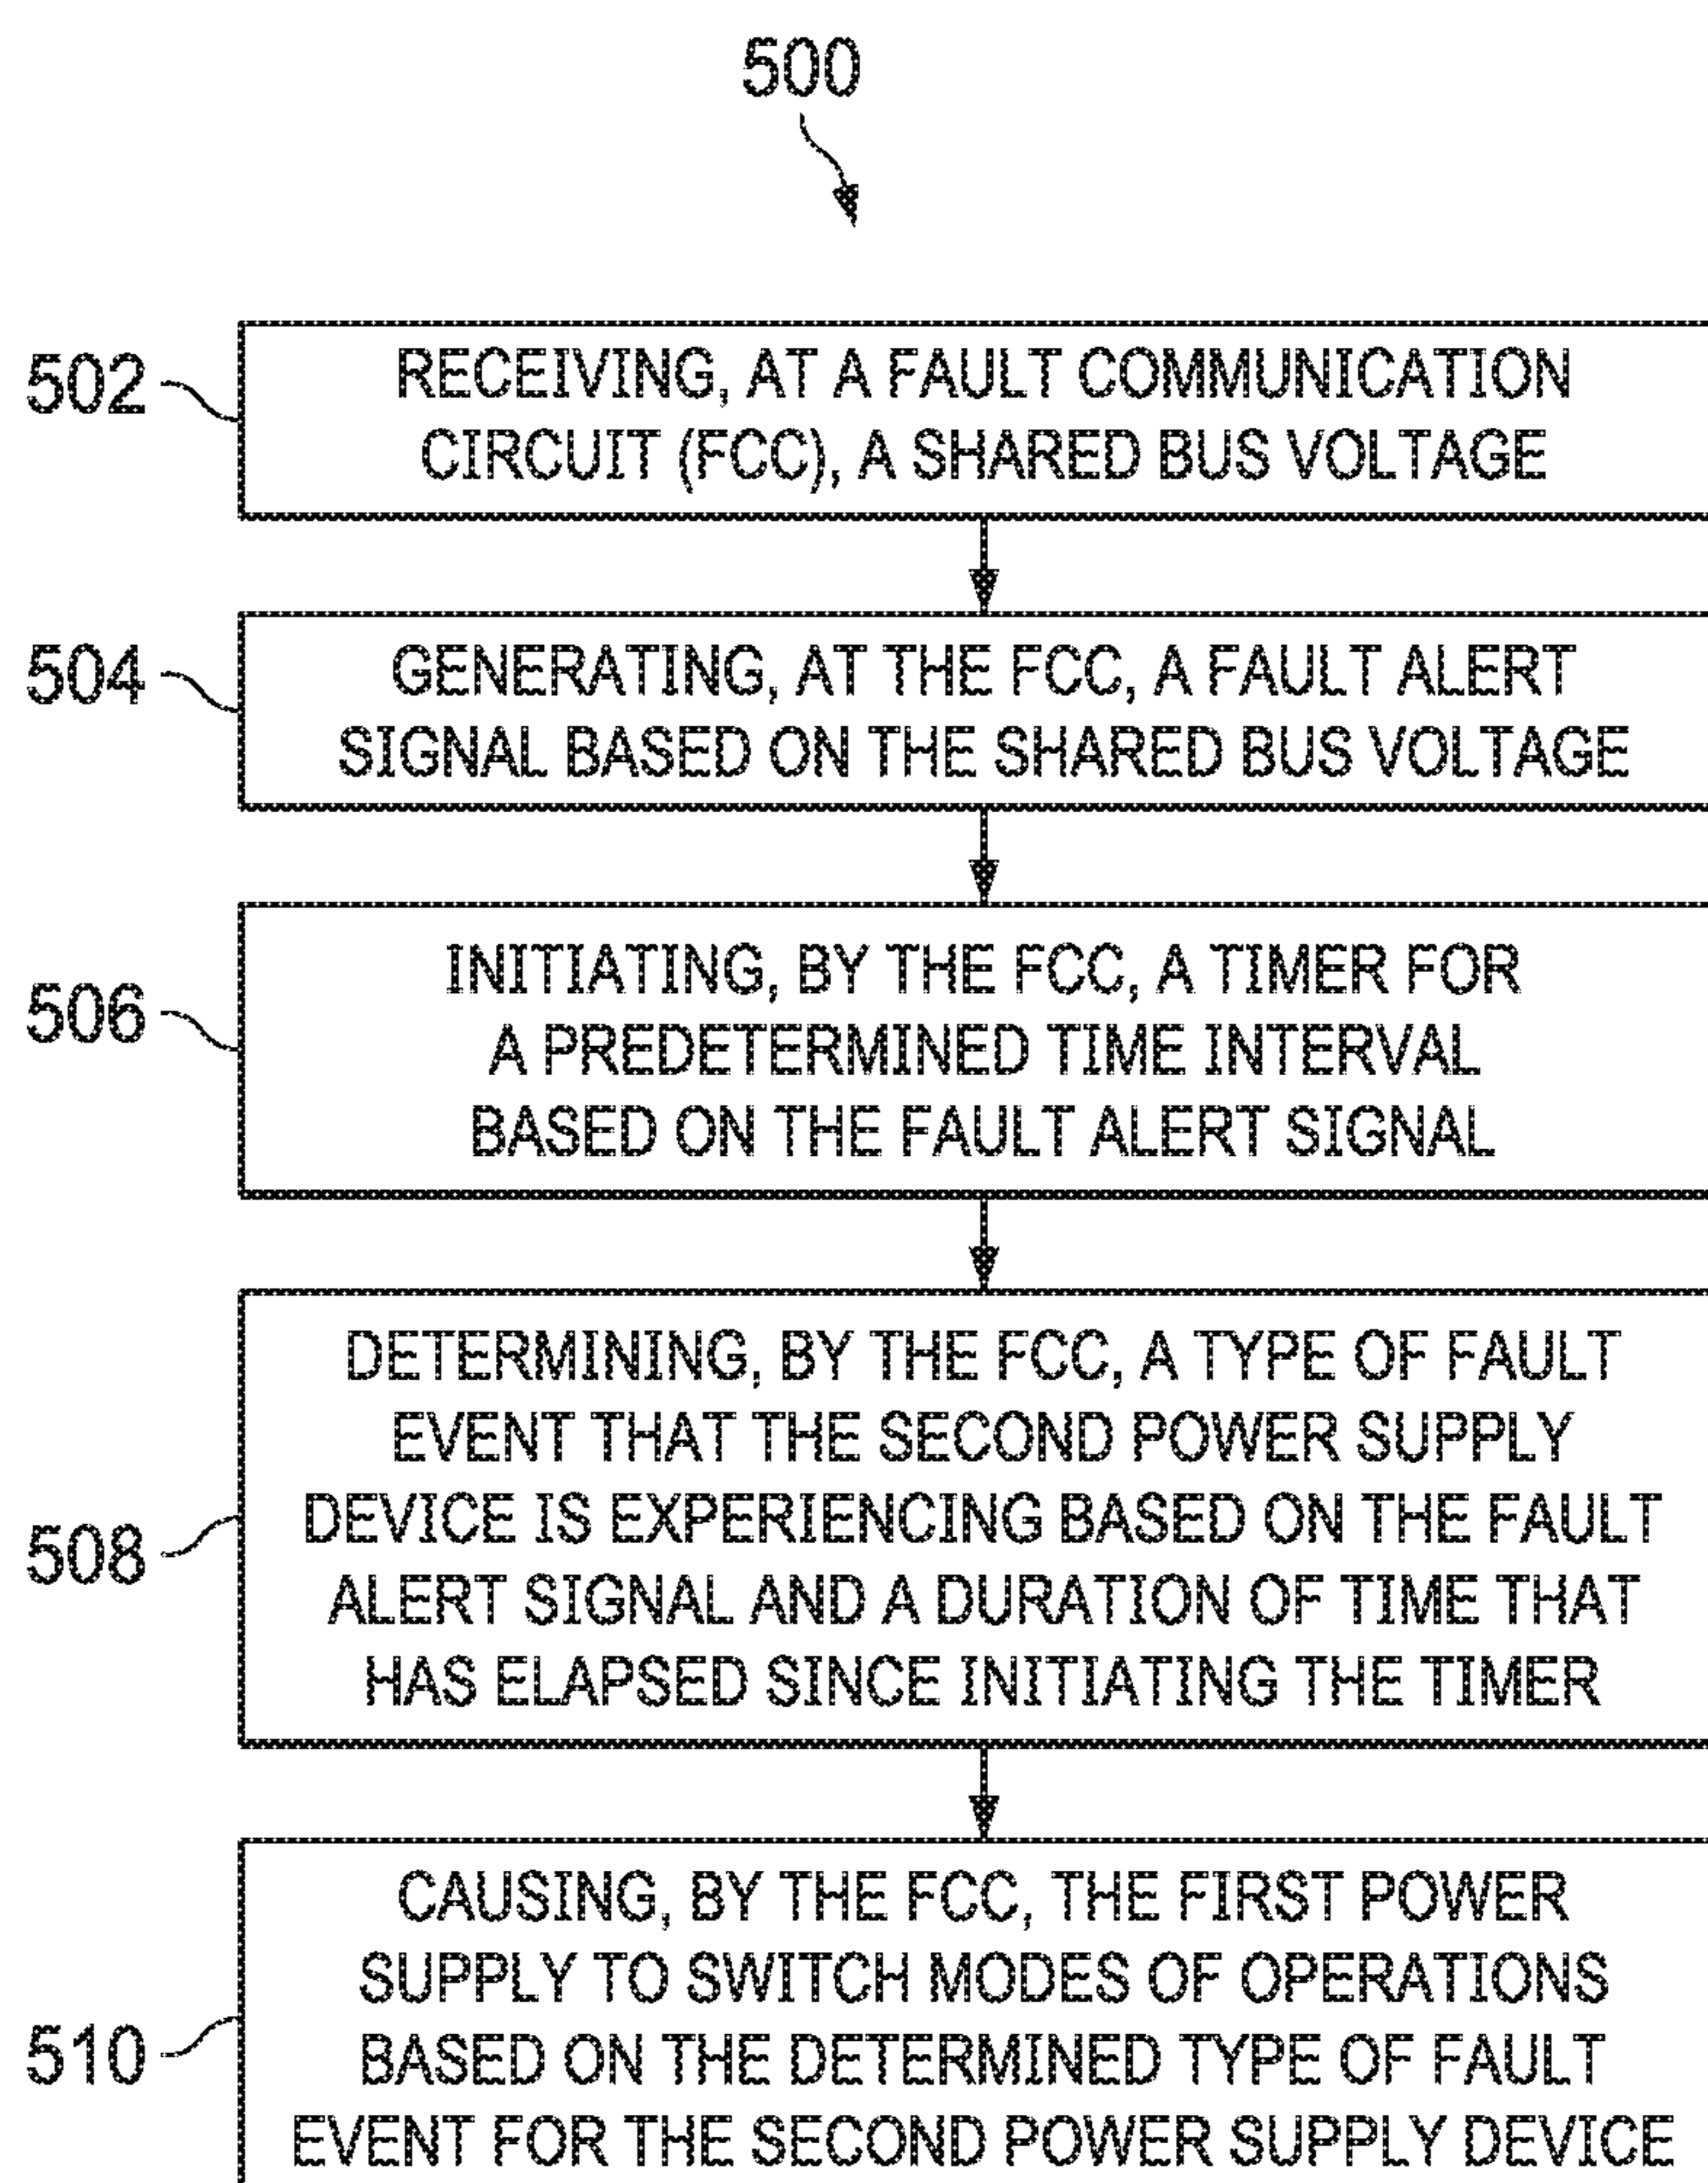 500
502
RECEIVING, AT A FAULT COMMUNICATION
CIRCUIT (FCC), A SHARED BUS VOLTAGE
504
GENERATING, AT THE FCC, A FAULT ALERT
SIGNAL BASED ON THE SHARED BUS VOLTAGE
506
INITIATING, BY THE FCC, A TIMER FOR
A PREDETERMINED TIME INTERVAL
BASED ON THE FAULT ALERT SIGNAL
508
DETERMINING, BY THE FCC, A TYPE OF FAULT
EVENT THAT THE SECOND POWER SUPPLY
DEVICE IS EXPERIENCING BASED ON THE FAULT
ALERT SIGNAL AND A DURATION OF TIME THAT
HAS ELAPSED SINCE INITIATING THE TIMER
510
CAUSING, BY THE FCC, THE FIRST POWER
SUPPLY TO SWITCH MODES OF OPERATIONS
BASED ON THE DETERMINED TYPE OF FAULT
EVENT FOR THE SECOND POWER SUPPLY DEVICE